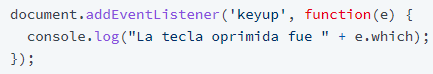 document.addEventListener('keyup', function(e) {
  console.log("La tecla oprimida fue " + e.which);
});